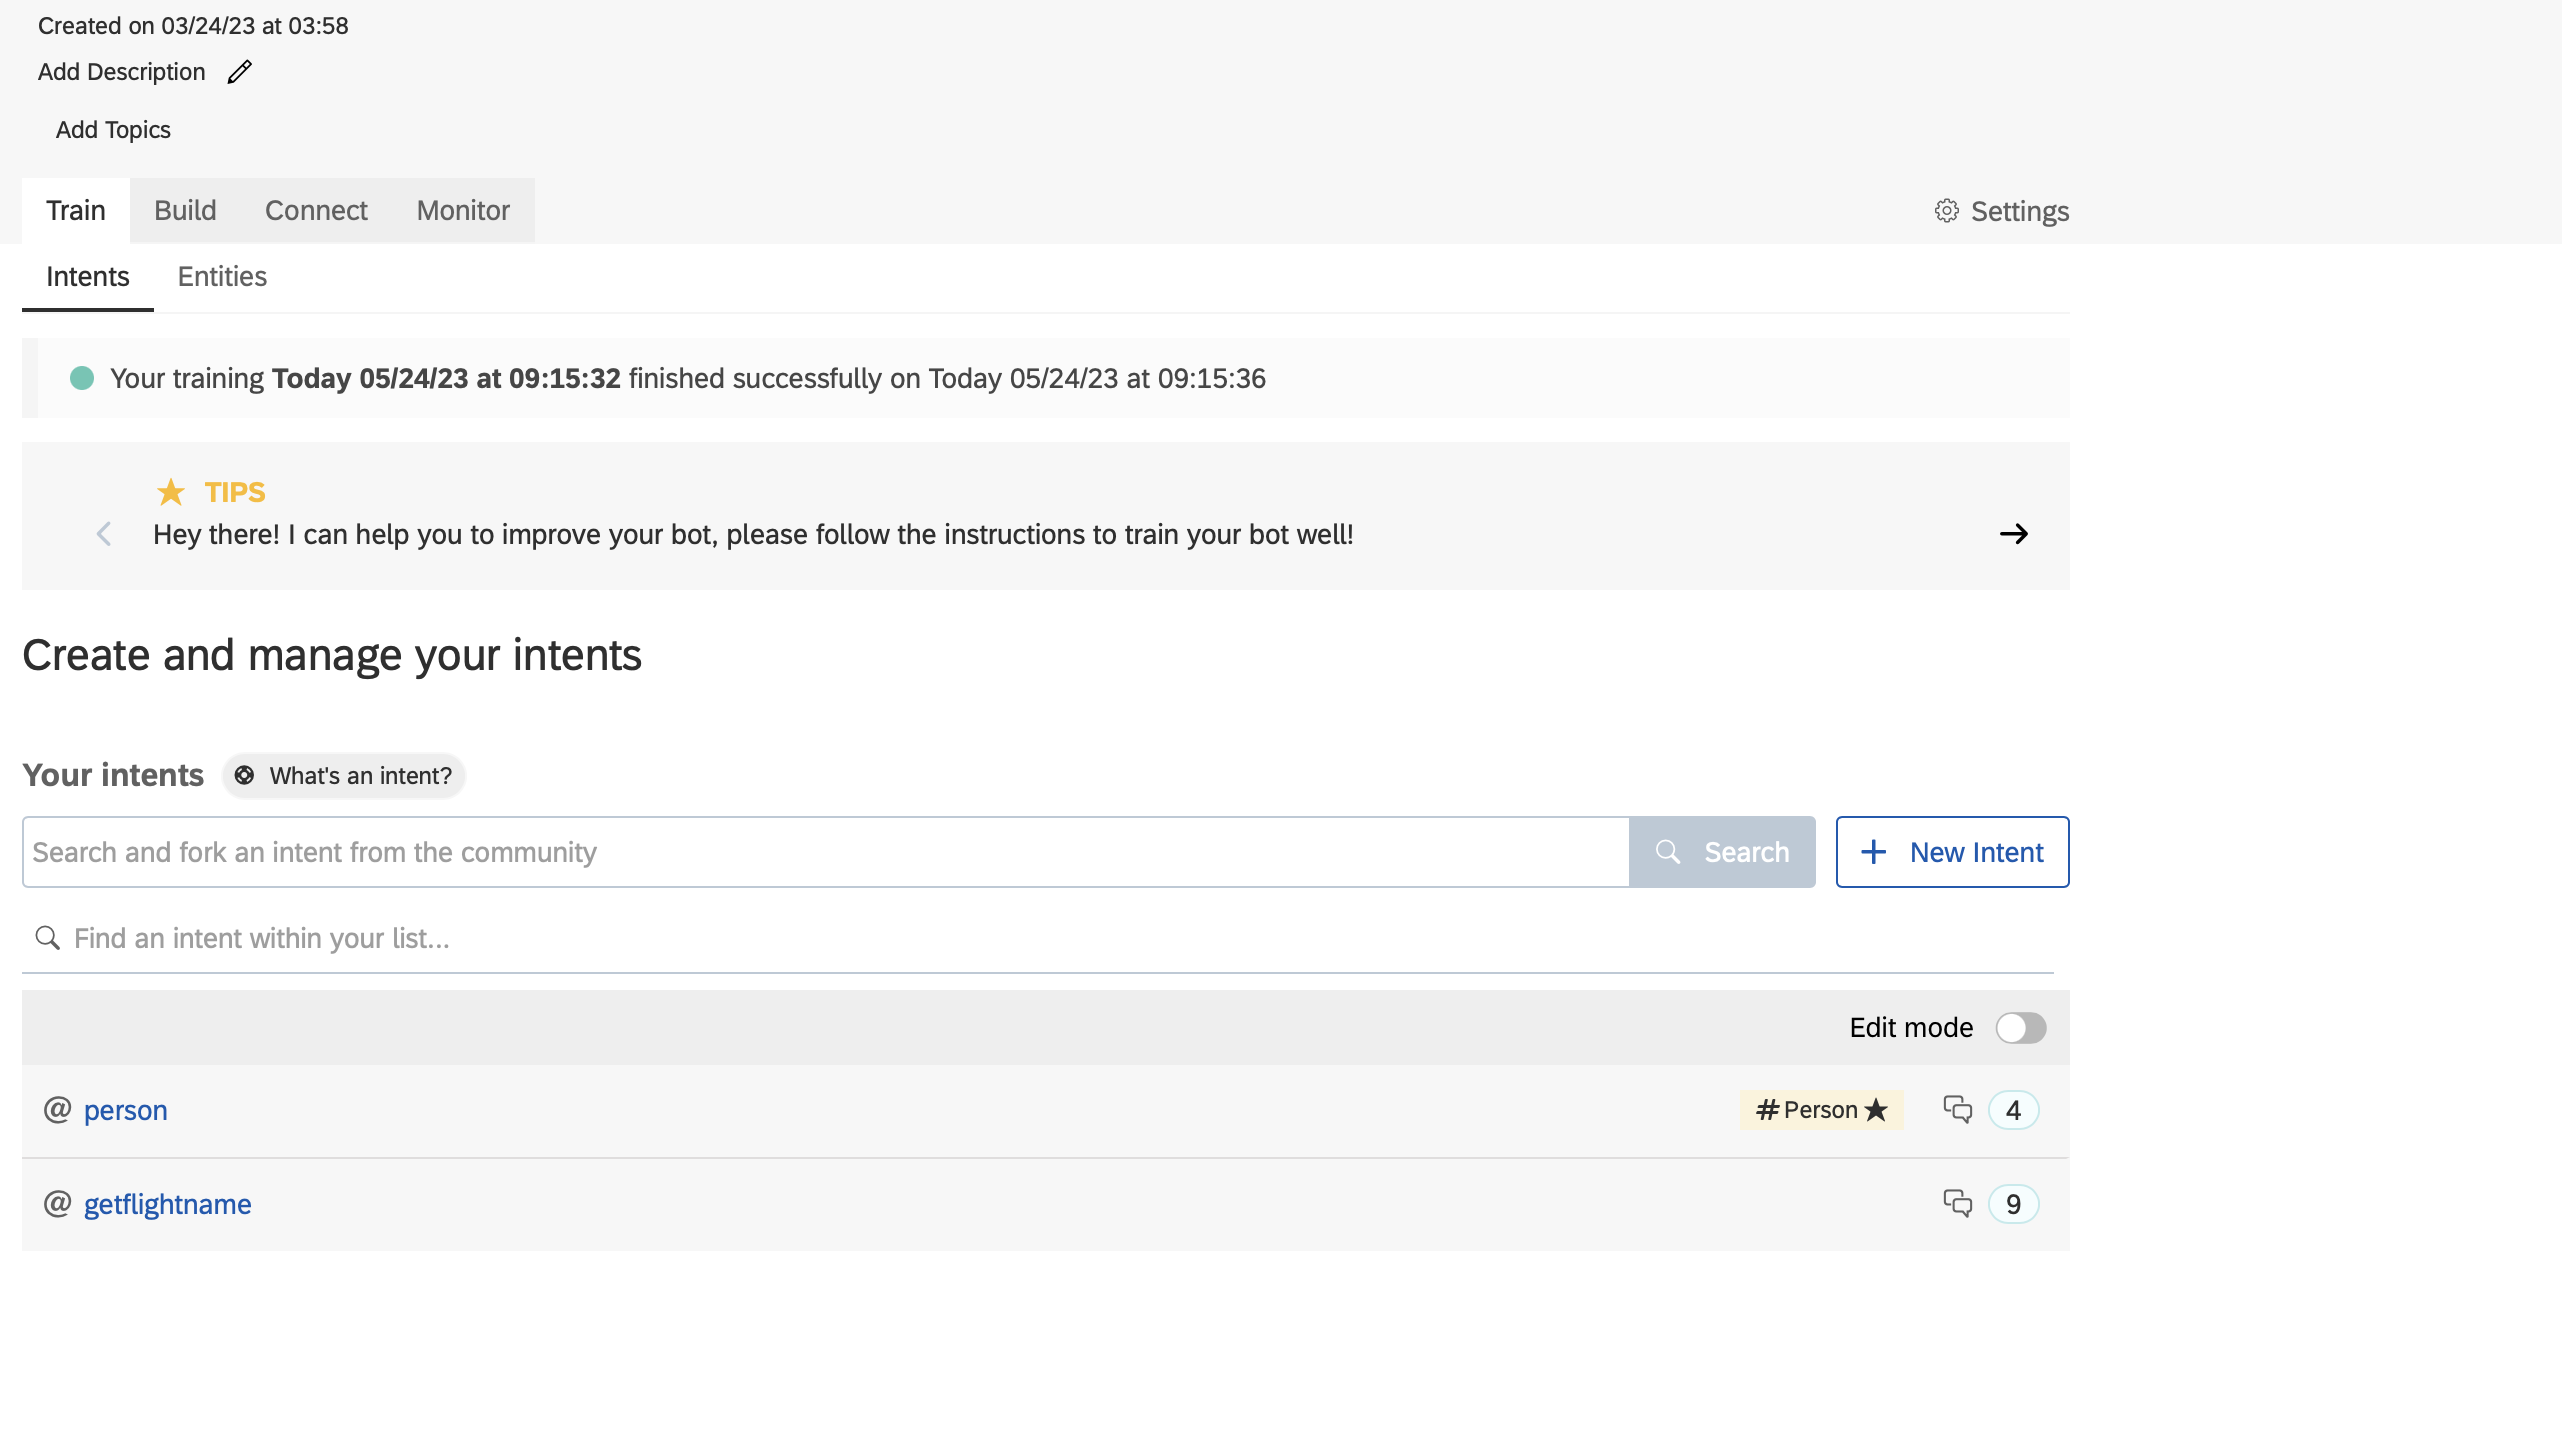 Created on 03/24/23 at 03:58
Add Description
Add Topics
Train Build Connect Monitor Settings
Intents Entities
Your training Today 05/24/23 at 09:15:32 finished successfully on Today 05/24/23 at 09:15:36
TIPS
Hey there! I can help you to improve your bot, please follow the instructions to train your bot well!
Create and manage your intents
Your intents What's an intent?
Search and fork an intent from the community Search + New Intent
Find an intent within your list...
Edit mode
@ person #Person★ 4
@ getflightname 9